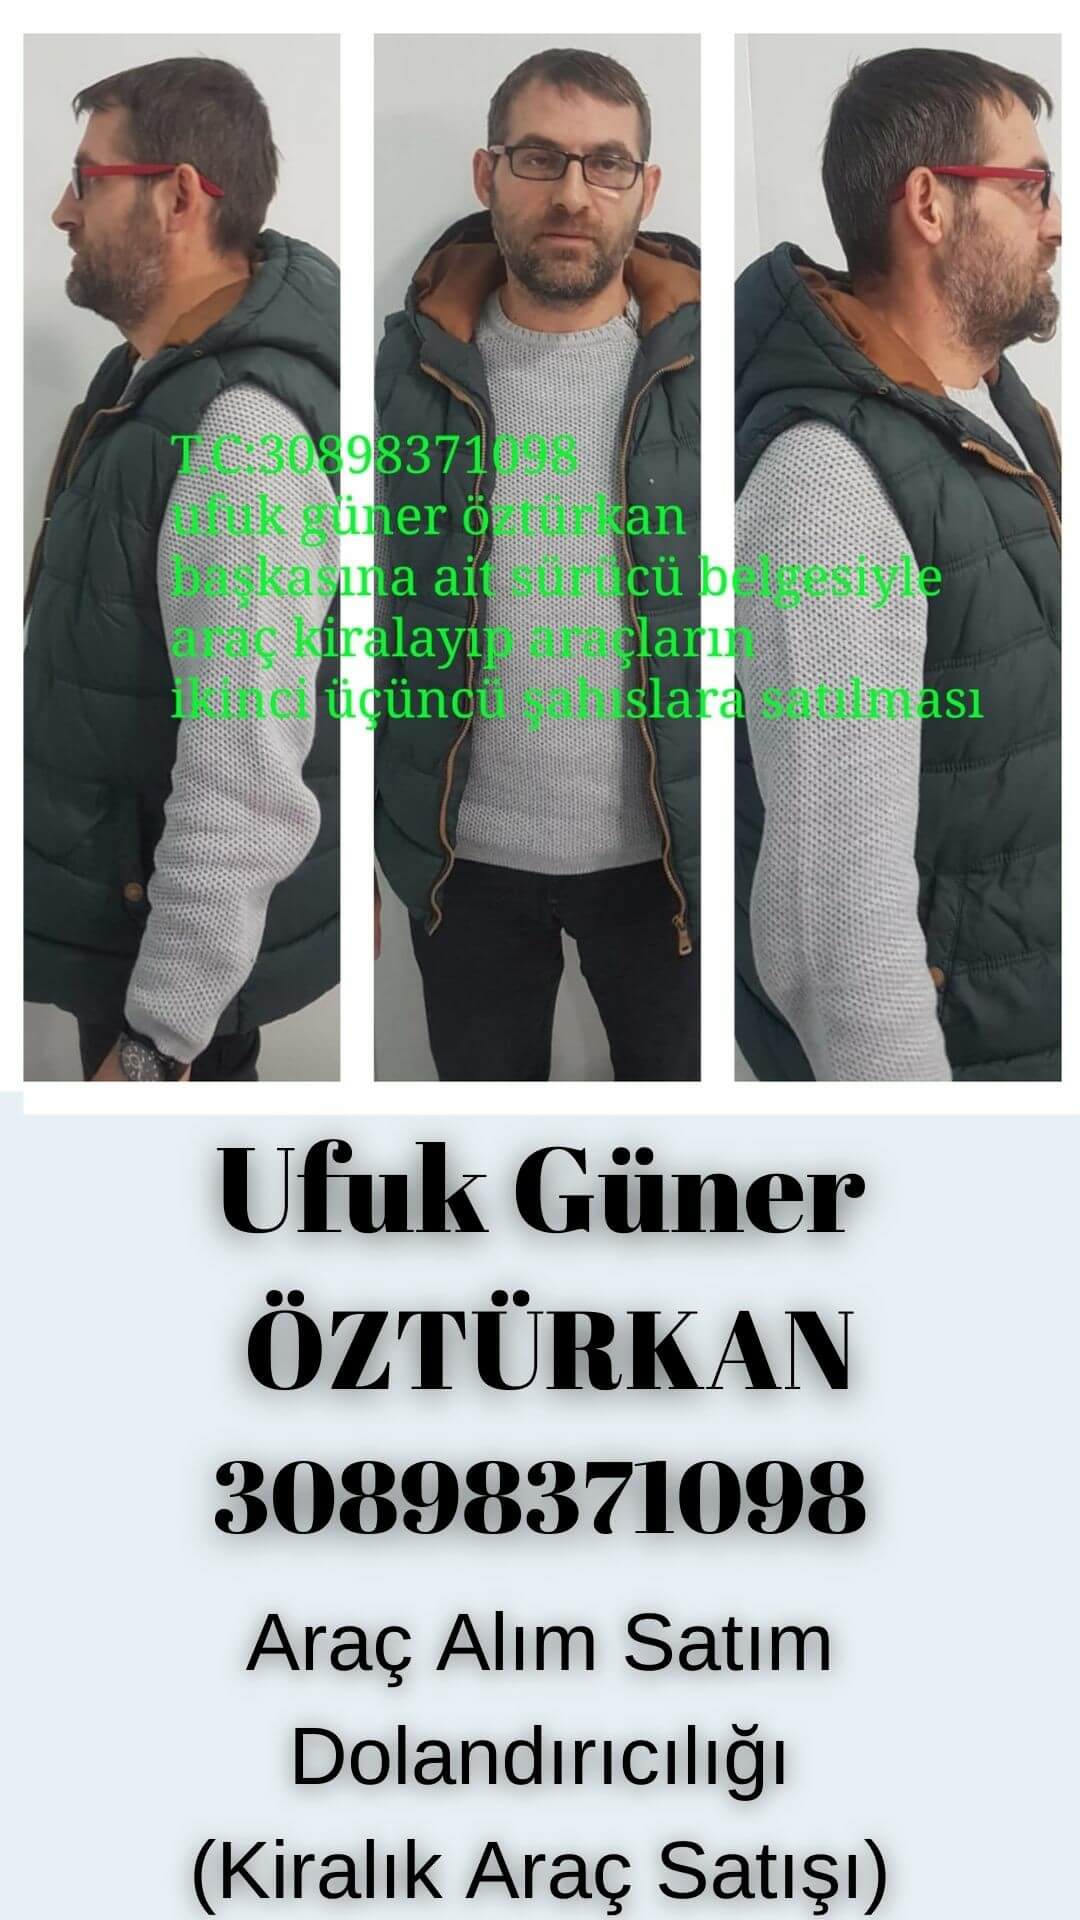 T.C:30898371098
ufuk güner öztürkan
başkasına ait sürücü belgesiyle
araç kiralayıp araçların
ikinci üçüncü şahıslara satılması
Ufuk Güner
ÖZTÜRKAN
30898371098
Araç Alım Satım
Dolandırıcılığı
(Kiralık Araç Satışı)